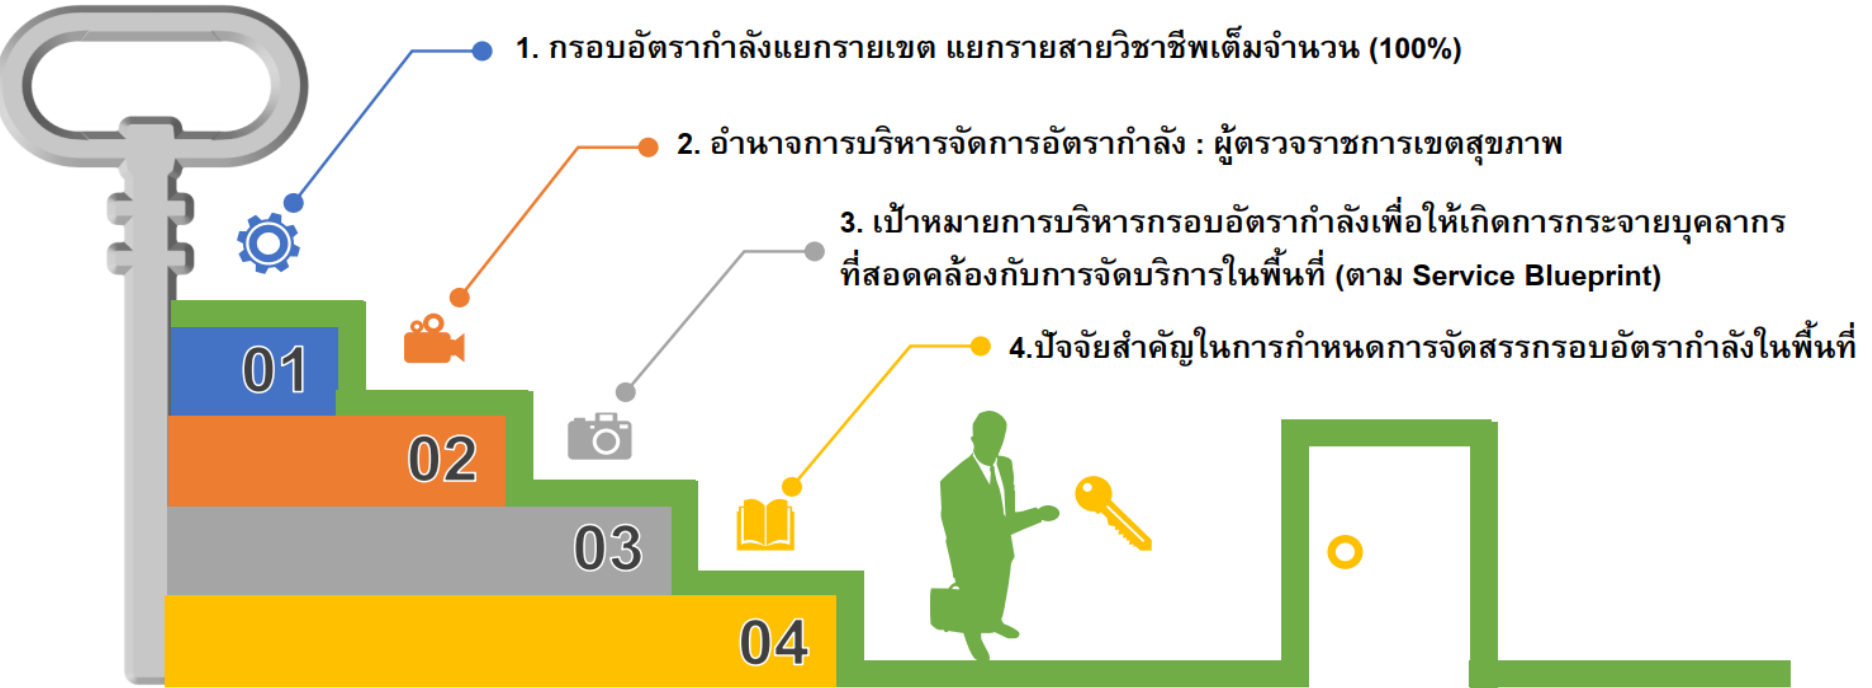 1. กรอบอัตรากำลังแยกรายเขต แยกรายสายวิชาชีพเต็มจำนวน (100%)
2. อำนาจการบริหารจัดการอัตรากำลัง : ผู้ตรวจราชการเขตสุขภาพ
3. เป้าหมายการบริหารกรอบอัตรากำลังเพื่อให้เกิดการกระจายบุคลากร
ที่สอดคล้องกับการจัดบริการในพื้นที่ (ตาม Service Blueprint)
4.ปัจจัยสำคัญในการกำหนดการจัดสรรกรอบอัตรากำลังในพื้นที่
01
02
03
04